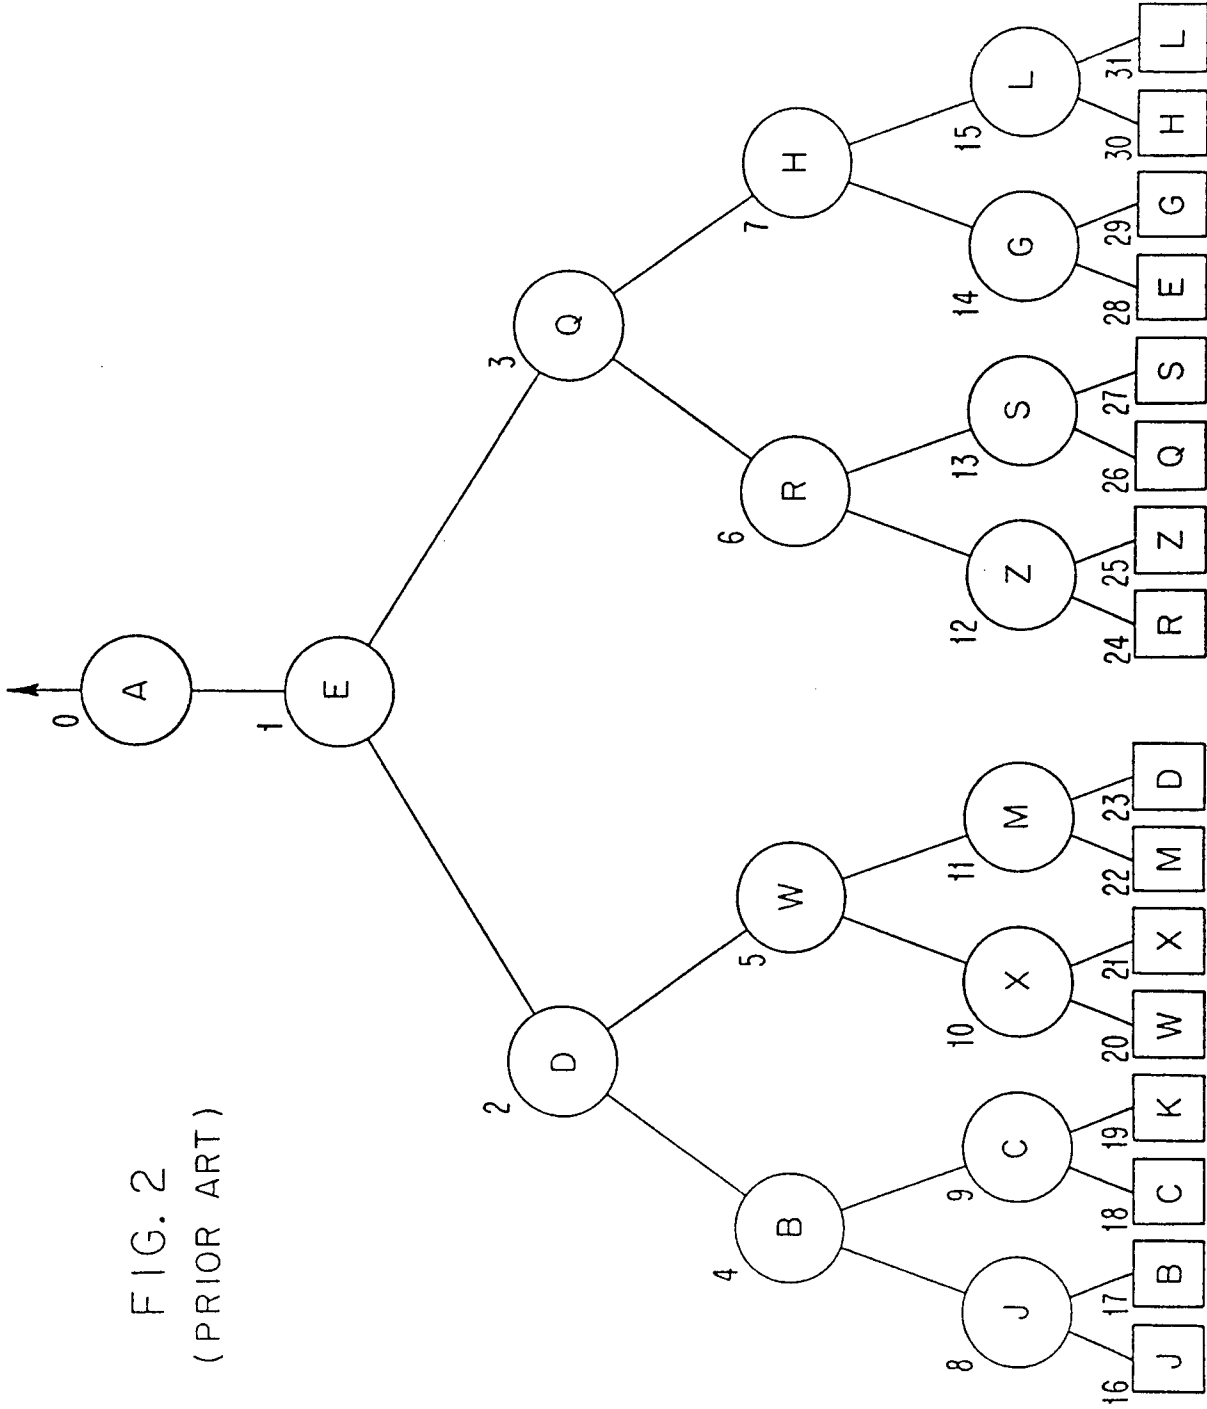 FIG. 2
(PRIOR ART)
0
A
1
E
2
D
3
Q
4
B
5
W
6
R
7
H
8
J
9
C
10
X
11
M
12
Z
13
S
14
G
15
L
16
J
17
B
18
C
19
K
20
W
21
X
22
M
23
D
24
R
25
Z
26
Q
27
S
28
E
29
G
30
H
31
L